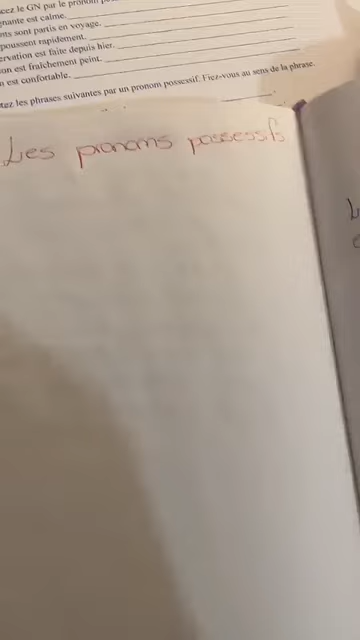 cez le GN par le pronom
gnante est calme.
nts sont partis en voyage.
poussent rapidement.
ervation est faite depuis hier.
on est fraîchement peint.
n est confortable.
tez les phrases suivantes par un pronom possessif. Fiez-vous au sens de la phrase.
Les pronoms possessifs